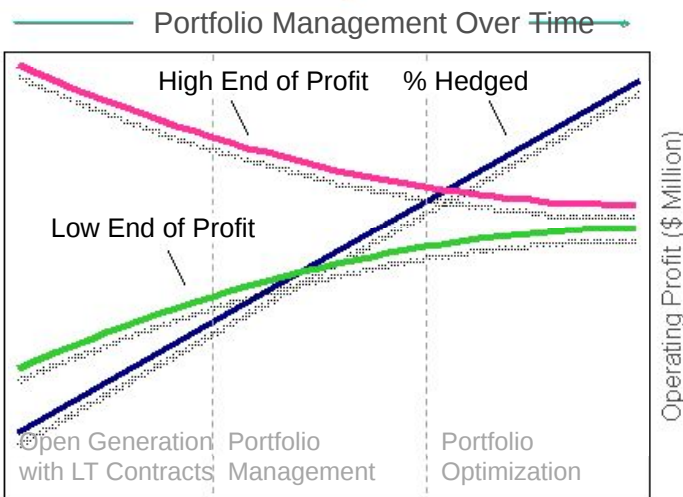 Portfolio Management Over Time
High End of Profit
% Hedged
Low End of Profit
Operating Profit ($ Million)
Open Generation
with LT Contracts
Portfolio
Management
Portfolio
Optimization